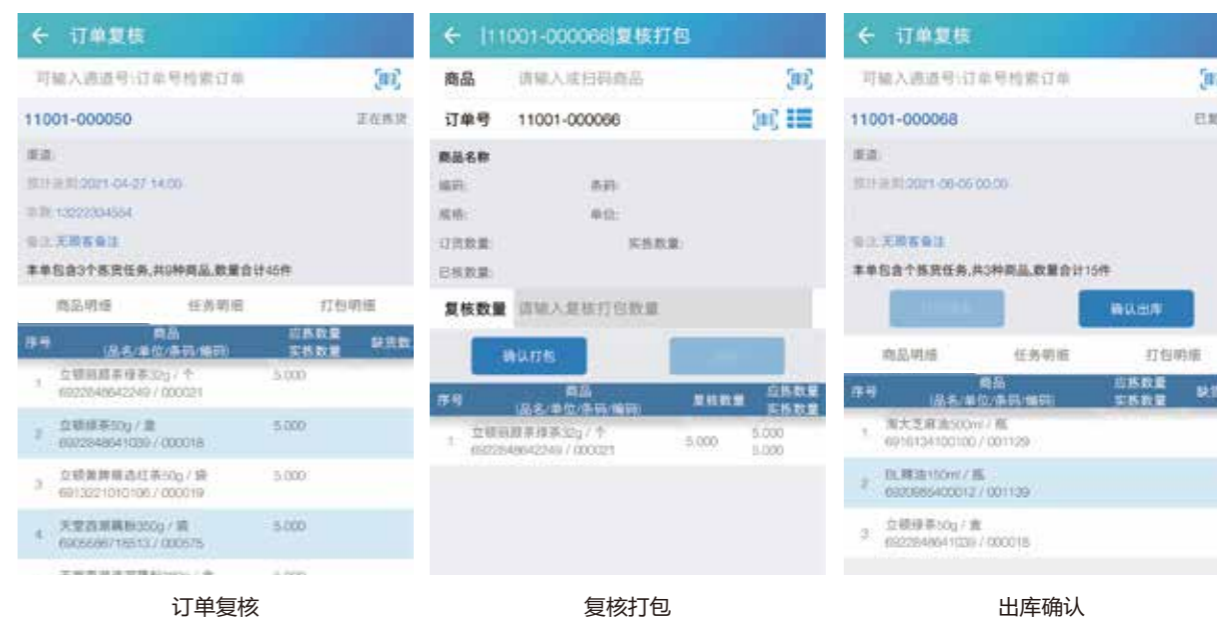 订单复核
可输入通道号\订单号检索订单
11001-000050
正在拣货
渠道:
预计送到:2021-04-27 14:00
13222304554
备注:无顾客备注
本单包含3个拣货任务,共9种商品,数量合计45件
商品明细 任务明细 打包明细
序号 商品 应拣数量 缺货数
(品名/单位/条码/编码) 实拣数量
1 立顿 茶绿茶32g / 个 5.000
6922848642249 / 000021
2 立顿绿茶50g / 盒 5.000
6922848641039 / 000018
3 立顿黄牌精选红茶50g / 袋 5.000
6913221010106 / 000019
4 天堂西湖藕粉350g / 袋 5.000
6905586716513 / 000575
订单复核
[11001-000066]复核打包
商品 请输入或扫码商品
订单号 11001-000066
商品名称
编码: 条码:
规格: 单位:
订货数量: 实拣数量:
已核数量:
复核数量 请输入复核打包数量
确认打包
序号 商品 复核数量 应拣数量
(品名/单位/条码/编码) 实拣数量
1 立顿 茶绿茶32g / 个 5.000 5.000
6922848642249 / 000021 5.000
复核打包
订单复核
可输入通道号\订单号检索订单
11001-000068
渠道:
预计送到:2021-06-05 00:00
备注:无顾客备注
本单包含个拣货任务,共3种商品,数量合计15件
确认出库
商品明细 任务明细 打包明细
序号 商品 应拣数量
(品名/单位/条码/编码) 实拣数量
1 淘大芝麻油500ml / 瓶
6916134100100 / 001129
2 BL辣油150ml / 瓶
6920985400012 / 001139
3 立顿绿茶50g / 盒
6922848641039 / 000018
出库确认